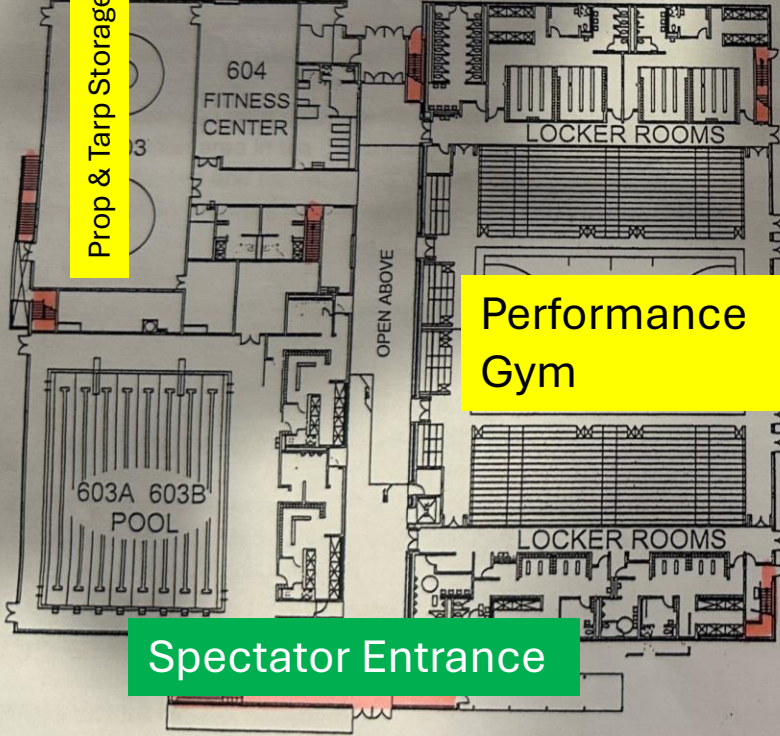 Prop & Tarp Storage
604
FITNESS
CENTER
LOCKER ROOMS
OPEN ABOVE
Performance
Gym
603A 603B
POOL
LOCKER ROOMS
Spectator Entrance